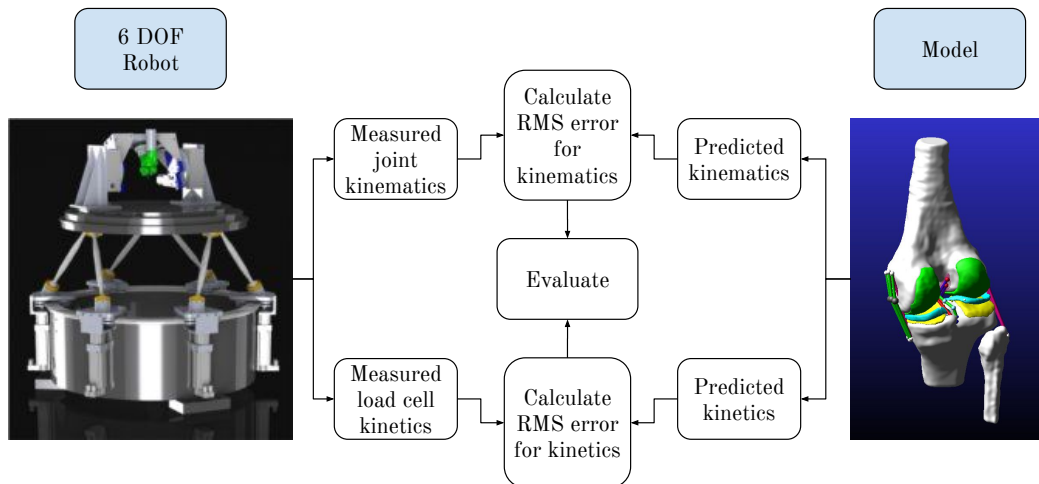 6 DOF
Robot
Model
Measured
joint
kinematics
Calculate
RMS error
for
kinematics
Predicted
kinematics
Evaluate
Measured
load cell
kinetics
Calculate
RMS error
for kinetics
Predicted
kinetics